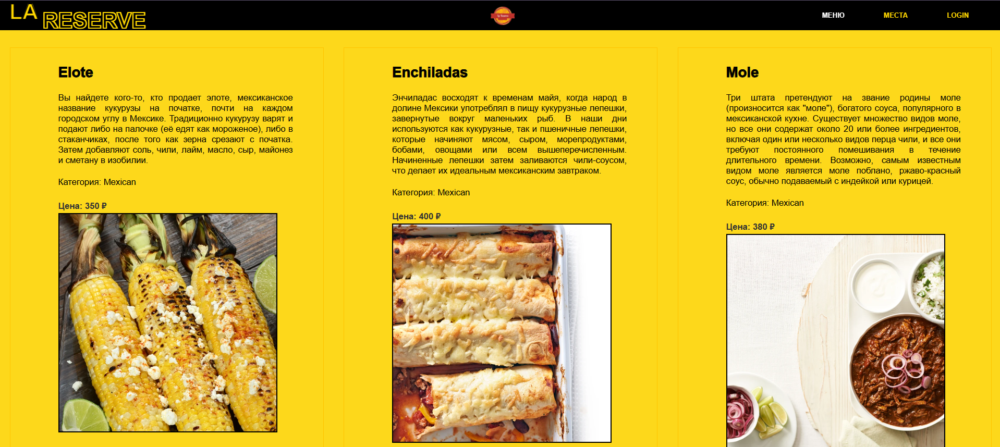 LA RESERVE
La Reserve
МЕНЮ
МЕСТА
LOGIN
Elote
Вы найдете кого-то, кто продает элоте, мексиканское
название кукурузы на початке, почти на каждом
городском углу в Мексике. Традиционно кукурузу варят и
подают либо на палочке (её едят как мороженое), либо в
стаканчиках, после того как зерна срезают с початка.
Затем добавляют соль, чили, лайм, масло, сыр, майонез
и сметану в изобилии.
Категория: Mexican
Цена: 350 ₽
Enchiladas
Энчиладас восходят к временам майя, когда народ в
долине Мексики употреблял в пищу кукурузные лепешки,
завернутые вокруг маленьких рыб. В наши дни
используются как кукурузные, так и пшеничные лепешки,
которые начиняют мясом, сыром, морепродуктами,
бобами, овощами или всем вышеперечисленным.
Начиненные лепешки затем заливаются чили-соусом,
что делает их идеальным мексиканским завтраком.
Категория: Mexican
Цена: 400 ₽
Mole
Три штата претендуют на звание родины моле
(произносится как "моле"), богатого соуса, популярного в
мексиканской кухне. Существует множество видов моле,
но все они содержат около 20 или более ингредиентов,
включая один или несколько видов перца чили, и все они
требуют постоянного помешивания в течение
длительного времени. Возможно, самым известным
видом моле является моле поблано, ржаво-красный
соус, обычно подаваемый с индейкой или курицей.
Категория: Mexican
Цена: 380 ₽